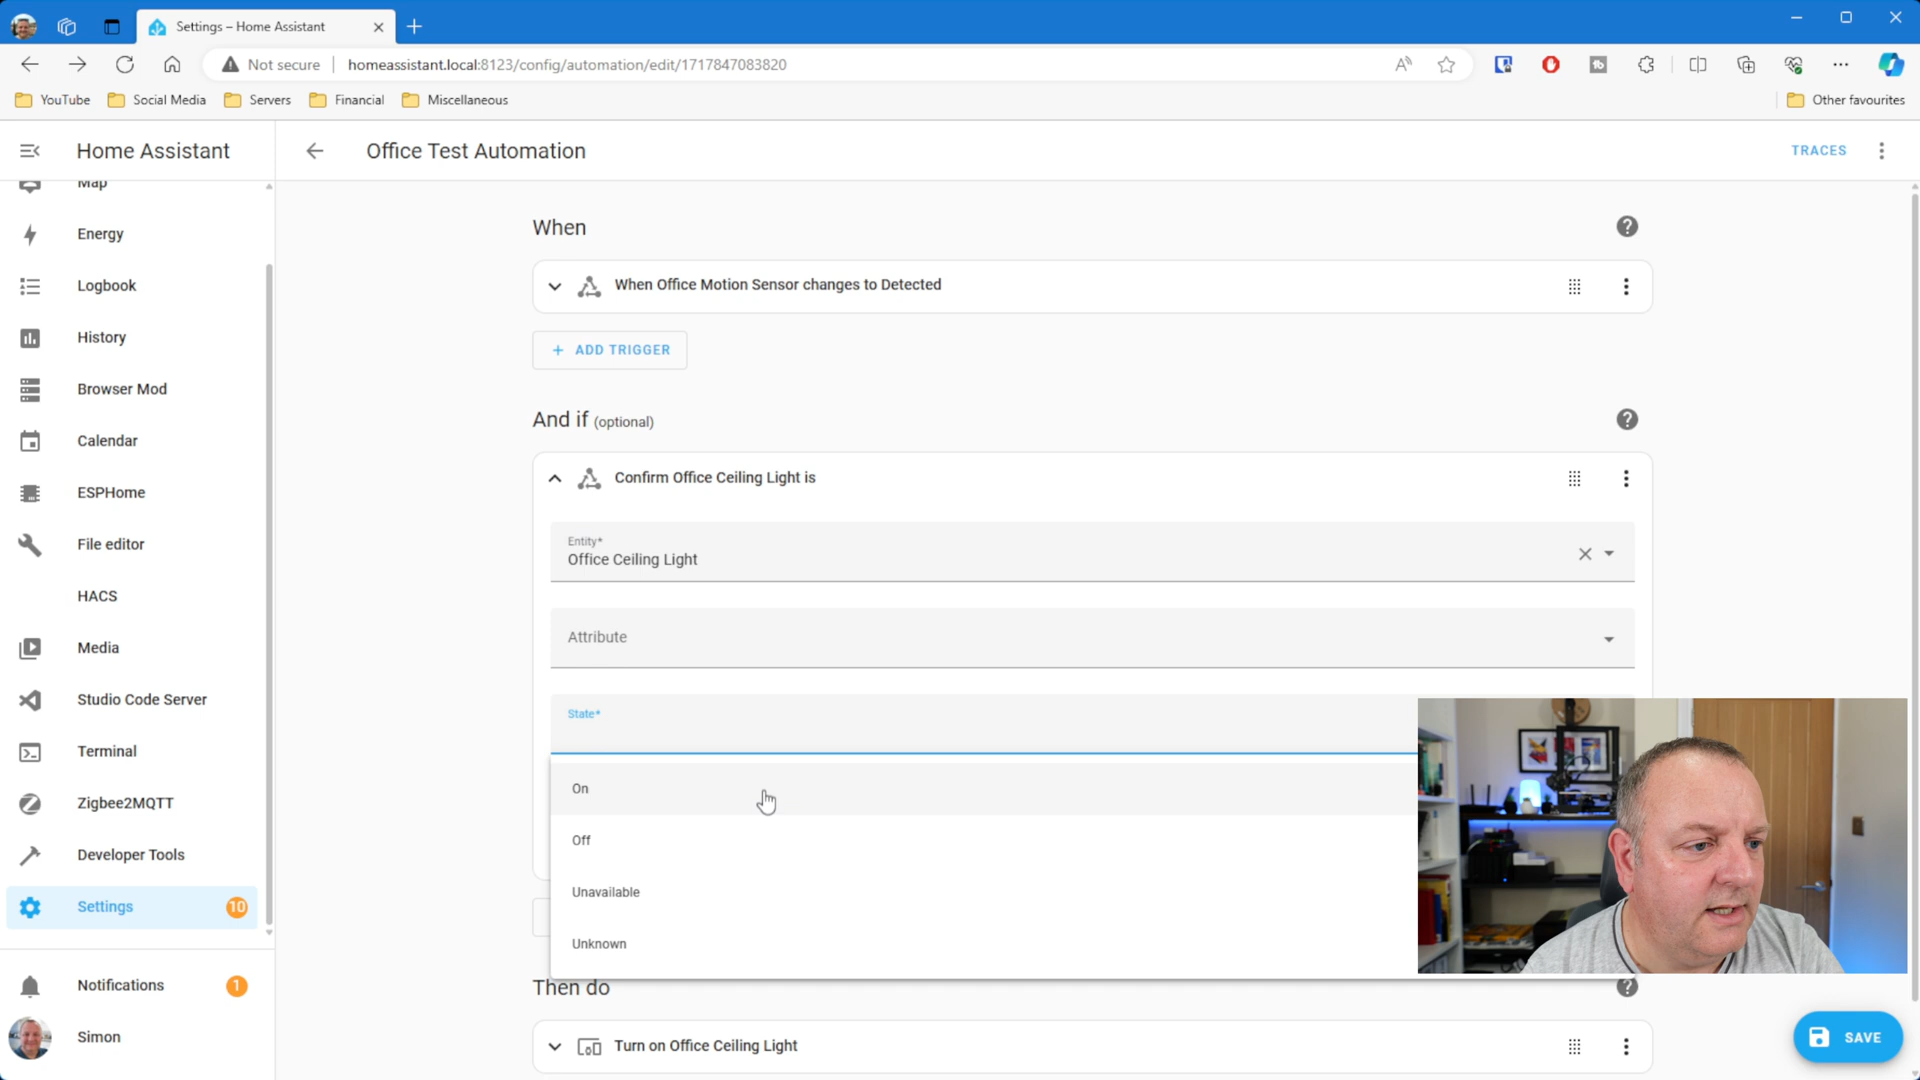 Settings – Home Assistant
Not secure
homeassistant.local:8123/config/automation/edit/1717847083820
YouTube
Social Media
Servers
Financial
Miscellaneous
Other favourites
Home Assistant
Office Test Automation
TRACES
Map
Energy
Logbook
History
Browser Mod
Calendar
ESPHome
File editor
HACS
Media
Studio Code Server
Terminal
Zigbee2MQTT
Developer Tools
Settings
10
Notifications
1
Simon
When
When Office Motion Sensor changes to Detected
+ ADD TRIGGER
And if (optional)
Confirm Office Ceiling Light is
Entity*
Office Ceiling Light
Attribute
State*
On
Off
Unavailable
Unknown
Then do
Turn on Office Ceiling Light
SAVE